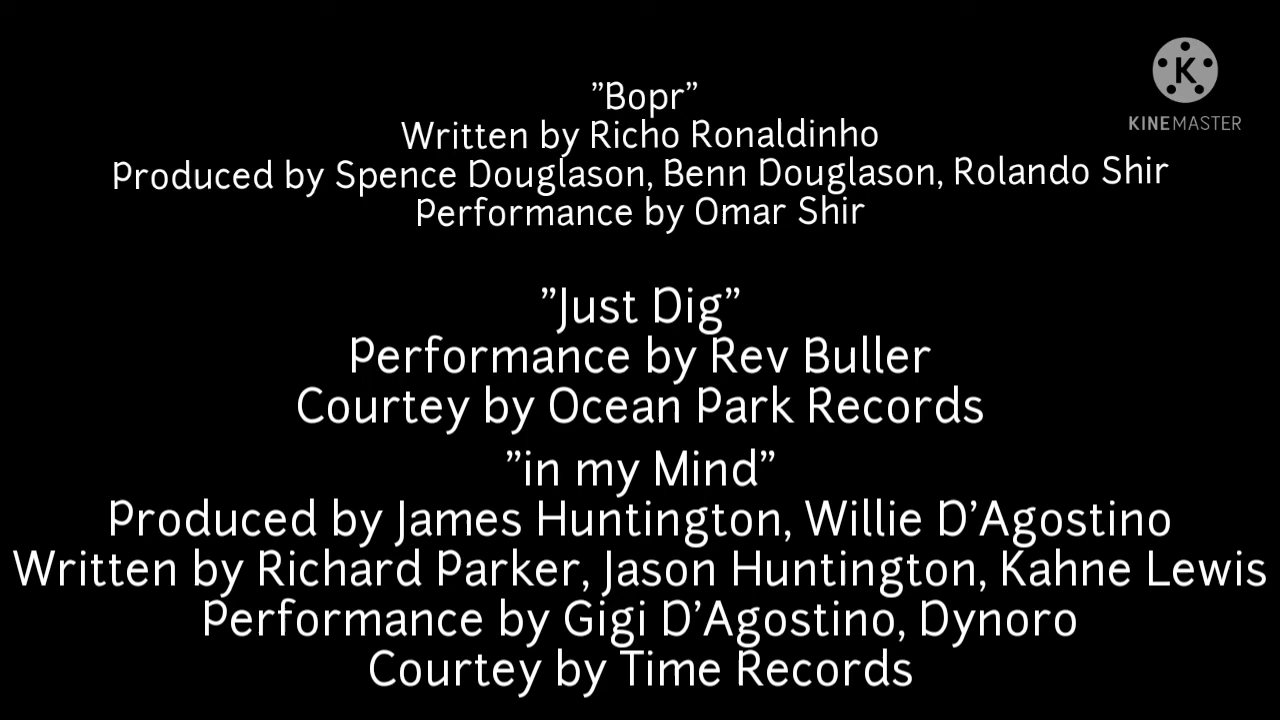 ”Bopr”
Written by Richo Ronaldinho
Produced by Spence Douglason, Benn Douglason, Rolando Shir
Performance by Omar Shir
K
KINEMASTER
”Just Dig”
Performance by Rev Buller
Courtey by Ocean Park Records
”in my Mind”
Produced by James Huntington, Willie D’Agostino
Written by Richard Parker, Jason Huntington, Kahne Lewis
Performance by Gigi D’Agostino, Dynoro
Courtey by Time Records